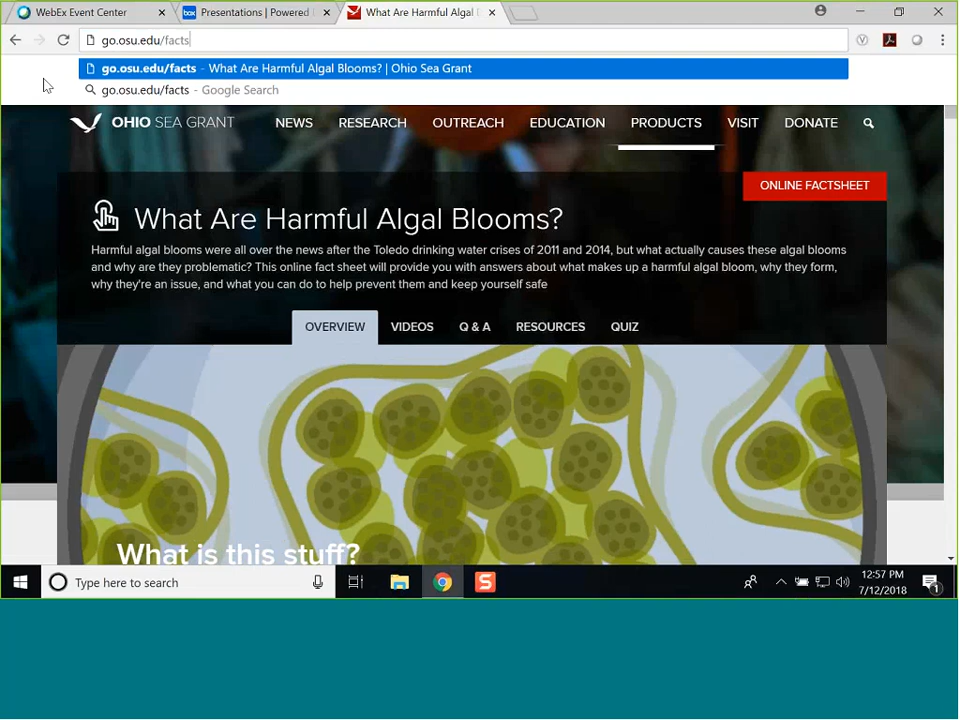 WebEx Event Center
Presentations | Powered
What Are Harmful Algal
go.osu.edu/facts
go.osu.edu/facts - What Are Harmful Algal Blooms? | Ohio Sea Grant
go.osu.edu/facts - Google Search
OHIO SEA GRANT NEWS RESEARCH OUTREACH EDUCATION PRODUCTS VISIT DONATE
ONLINE FACTSHEET
What Are Harmful Algal Blooms?
Harmful algal blooms were all over the news after the Toledo drinking water crises of 2011 and 2014, but what actually causes these algal blooms
and why are they problematic? This online fact sheet will provide you with answers about what makes up a harmful algal bloom, why they form,
why they're an issue, and what you can do to help prevent them and keep yourself safe
OVERVIEW VIDEOS Q & A RESOURCES QUIZ
What is this stuff?
Type here to search
12:57 PM
7/12/2018
1
box
S
V